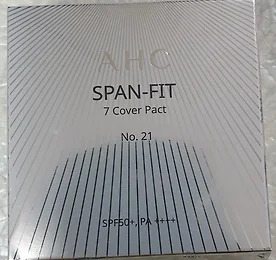 AHC
SPAN-FIT
7 Cover Pact
No. 21
SPF50+, PA ++++